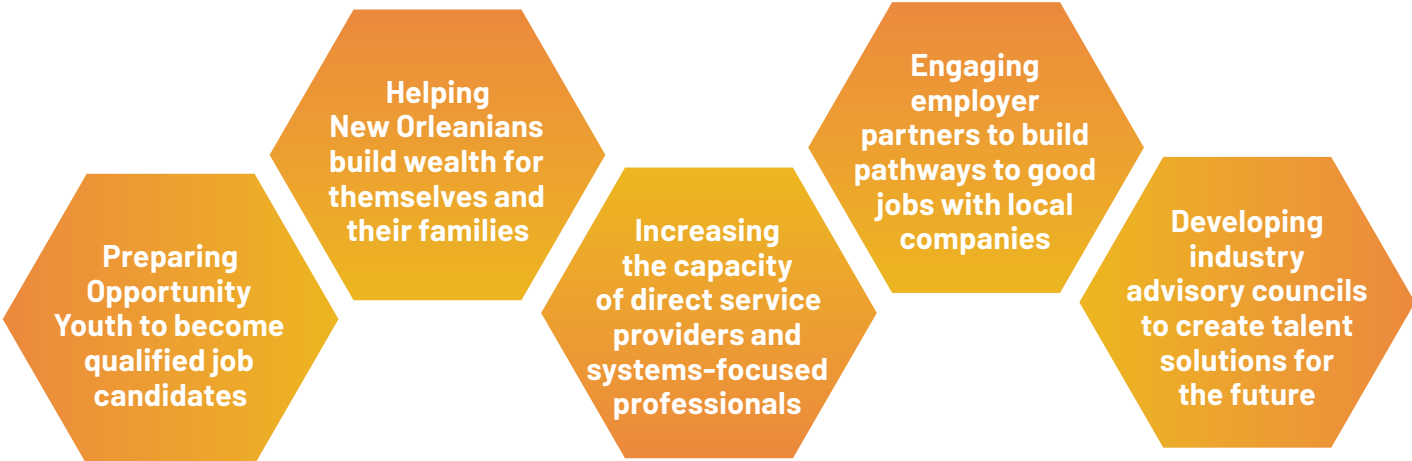 Preparing
Opportunity
Youth to become
qualified job
candidates
Helping
New Orleanians
build wealth for
themselves and
their families
Increasing
the capacity
of direct service
providers and
systems-focused
professionals
Engaging
employer
partners to build
pathways to good
jobs with local
companies
Developing
industry
advisory councils
to create talent
solutions for
the future